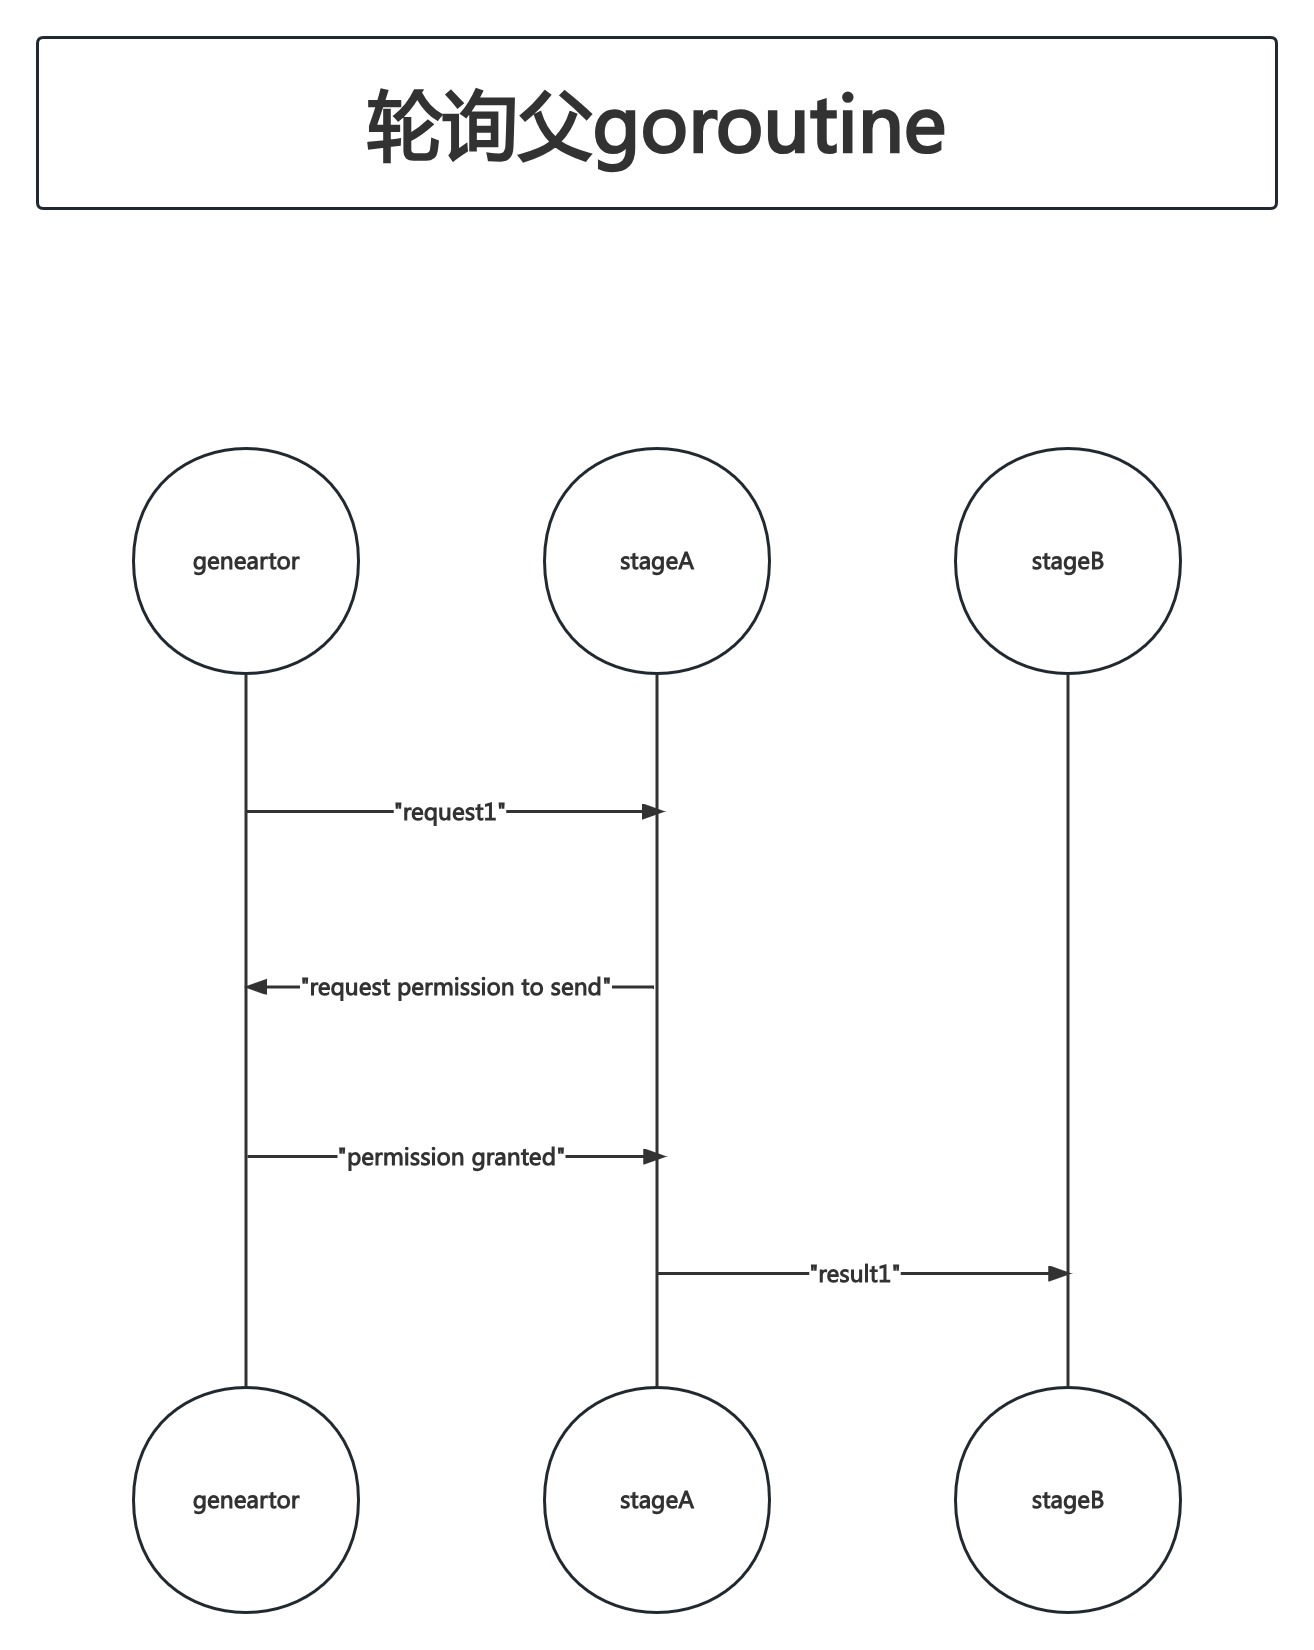 轮询父goroutine
geneartor
stageA
stageB
"request1"
"request permission to send"
"permission granted"
"result1"
geneartor
stageA
stageB